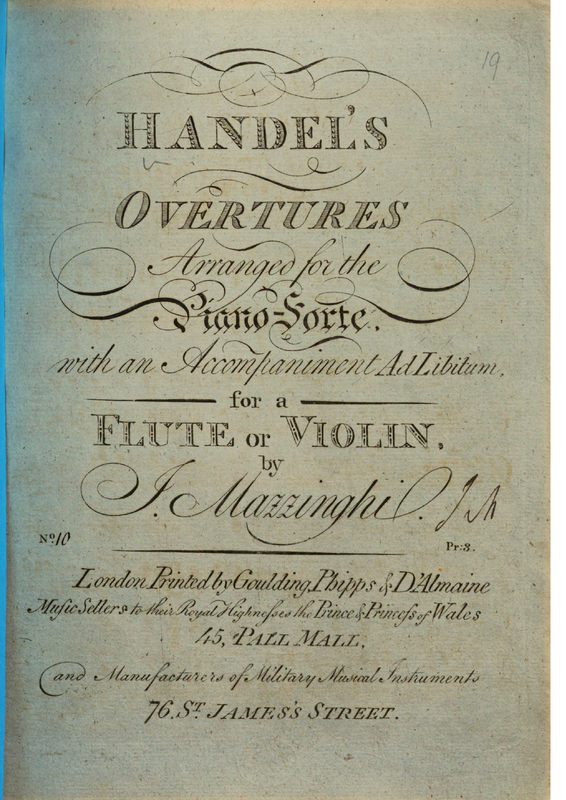 19
HANDEL'S
OVERTURES
Arranged for the
Piano-Forte.
with an Accompaniment Ad Libitum,
for a
FLUTE or VIOLIN.
by
J. Mazzinghi.
No. 10
Pr: 3.
London Printed by Goulding, Phipps & D'Almaine
Music Sellers to their Royal Highnesses the Prince & Princeſs of Wales
45, PALL MALL,
and Manufacturers of Military Musical Instruments
76, ST. JAMES'S STREET.